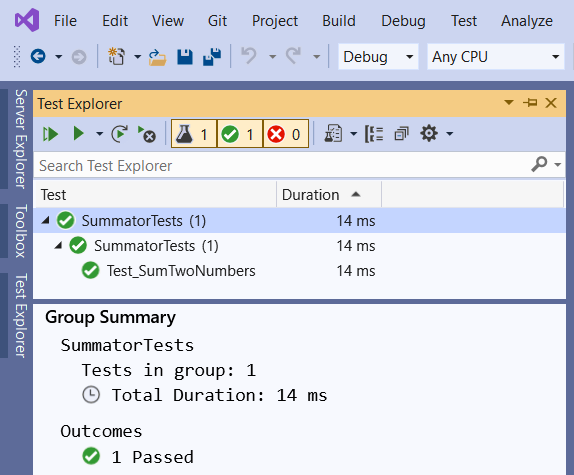 File Edit View Git Project Build Debug Test Analyze
Debug Any CPU
Server Explorer
Toolbox
Test Explorer
Test Explorer
1 1 0
Search Test Explorer
Test Duration
SummatorTests (1) 14 ms
SummatorTests (1) 14 ms
Test_SumTwoNumbers 14 ms
Group Summary
SummatorTests
Tests in group: 1
Total Duration: 14 ms
Outcomes
1 Passed